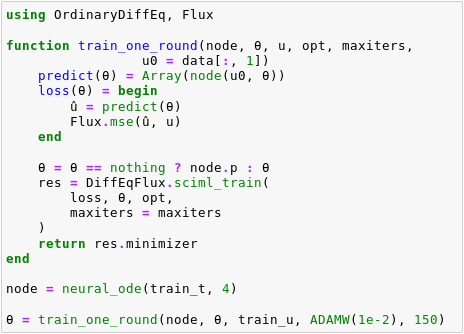 using OrdinaryDiffEq, Flux

function train_one_round(node, θ, u, opt, maxiters,
                 u0 = data[:, 1])
    predict(θ) = Array(node(u0, θ))
    loss(θ) = begin
        û = predict(θ)
        Flux.mse(û, u)
    end

    θ = θ == nothing ? node.p : θ
    res = DiffEqFlux.sciml_train(
        loss, θ, opt,
        maxiters = maxiters
    )
    return res.minimizer
end

node = neural_ode(train_t, 4)

θ = train_one_round(node, θ, train_u, ADAMW(1e-2), 150)